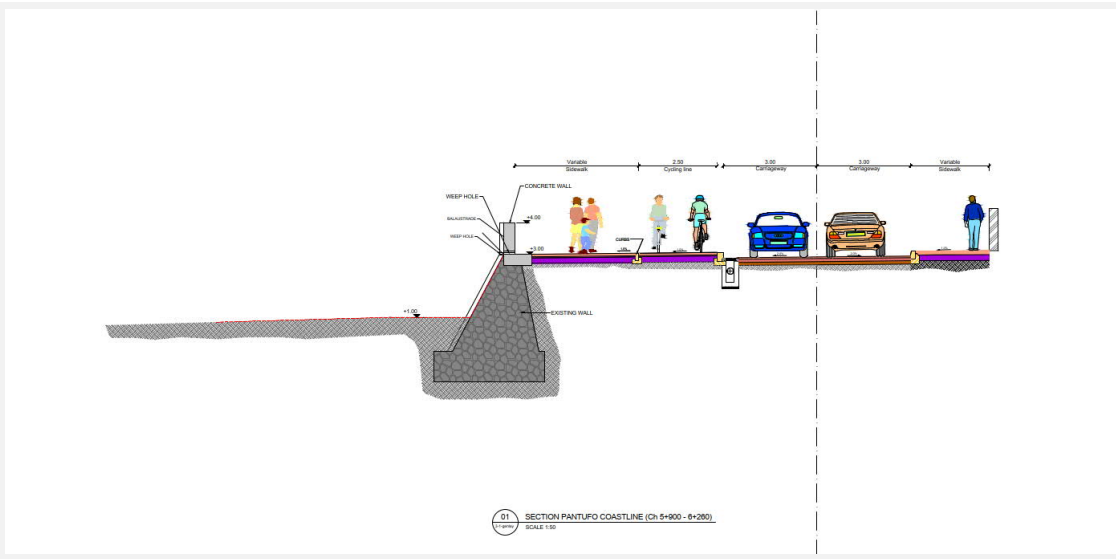 Variable
Sidewalk
2.50
Cycling line
3.00
Carriageway
3.00
Carriageway
Variable
Sidewalk
CONCRETE WALL
WEEP HOLE
BALAUSTRADE
WEEP HOLE
+4.00
+3.00
CURBS
+1.00
EXISTING WALL
01
SECTION PANTUFO COASTLINE (Ch 5+900 - 6+260)
SCALE 1:50